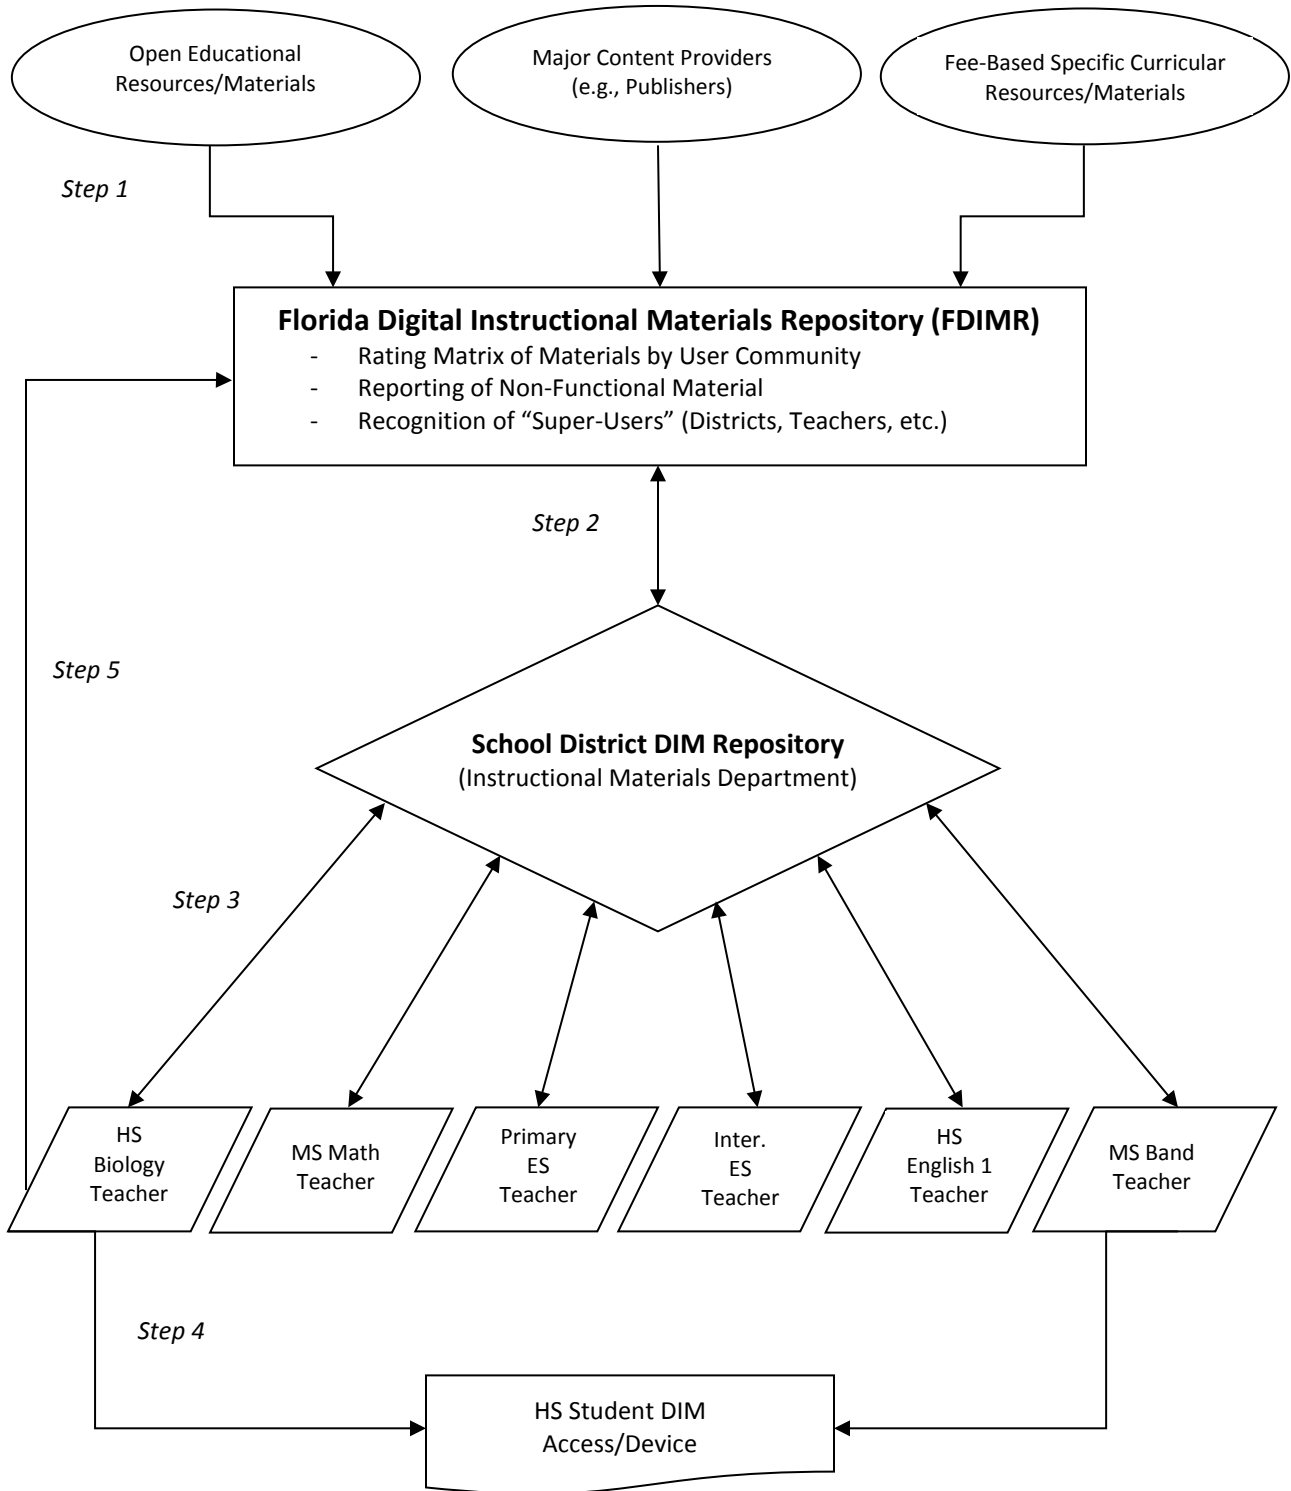 Open Educational
Resources/Materials
Major Content Providers
(e.g., Publishers)
Fee-Based Specific Curricular
Resources/Materials
Step 1
Florida Digital Instructional Materials Repository (FDIMR)
- Rating Matrix of Materials by User Community
- Reporting of Non-Functional Material
- Recognition of “Super-Users” (Districts, Teachers, etc.)
Step 2
Step 5
School District DIM Repository
(Instructional Materials Department)
Step 3
HS
Biology
Teacher
MS Math
Teacher
Primary
ES
Teacher
Inter.
ES
Teacher
HS
English 1
Teacher
MS Band
Teacher
Step 4
HS Student DIM
Access/Device